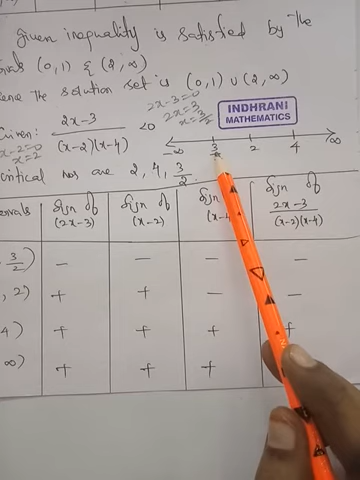 given inequality is satisfied by the
(0,1) & (2,∞)
the solution set is (0,1) ∪ (2,∞)
2x-3=0
2x=3
x=3/2
INDHRANI
MATHEMATICS
(2x-3)/((x-2)(x-4)) <0
x-2=0
x=2
-∞ 3/2 2 4 ∞
critical nos are 2, 4, 3/2.
sign of (2x-3) sign of (x-2) sign of (x-4 sign of (2x-3)/((x-2)(x-4))
3/2) - - - -
, 2) + + - -
4) + + + +
∞) + + +